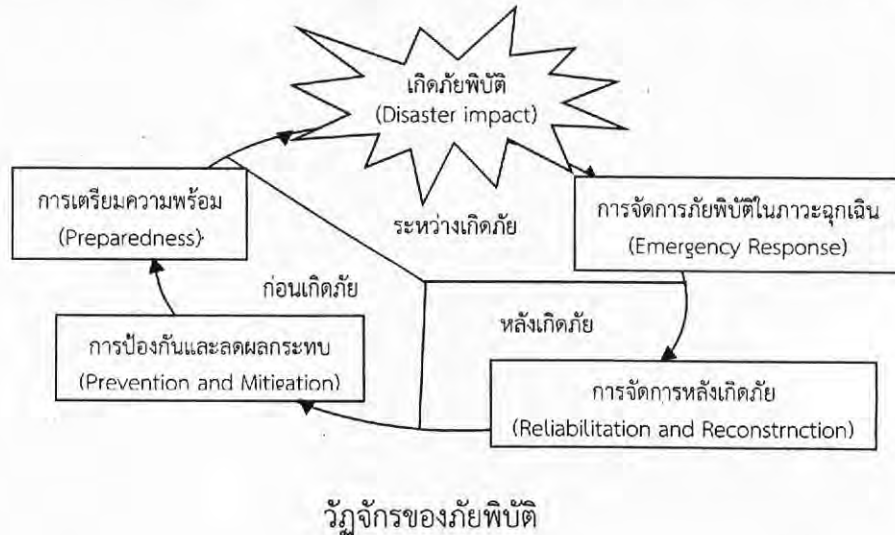 เกิดภัยพิบัติ
(Disaster impact)
การเตรียมความพร้อม
(Preparedness)
ระหว่างเกิดภัย
การจัดการภัยพิบัติในภาวะฉุกเฉิน
(Emergency Response)
ก่อนเกิดภัย
หลังเกิดภัย
การป้องกันและลดผลกระทบ
(Prevention and Mitigation)
การจัดการหลังเกิดภัย
(Reliabilitation and Reconstrnction)
วัฏจักรของภัยพิบัติ